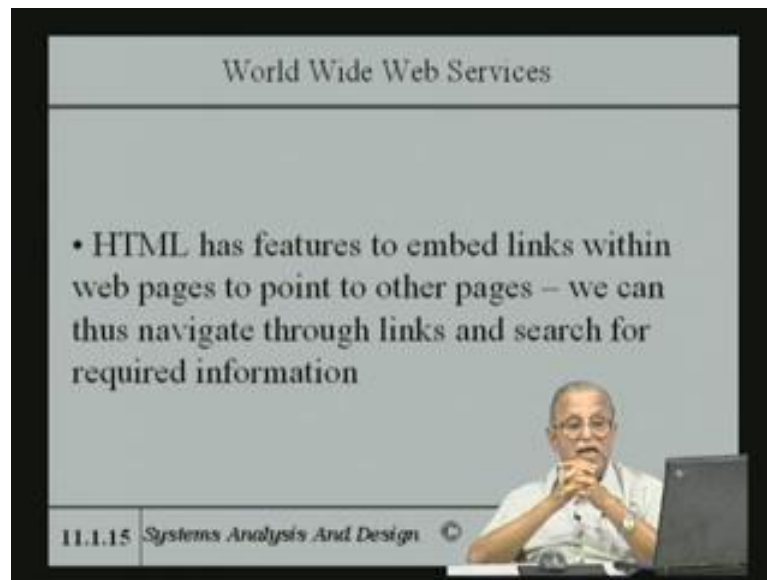 World Wide Web Services
• HTML has features to embed links within
web pages to point to other pages – we can
thus navigate through links and search for
required information
11.1.15 Systems Analysis And Design ©